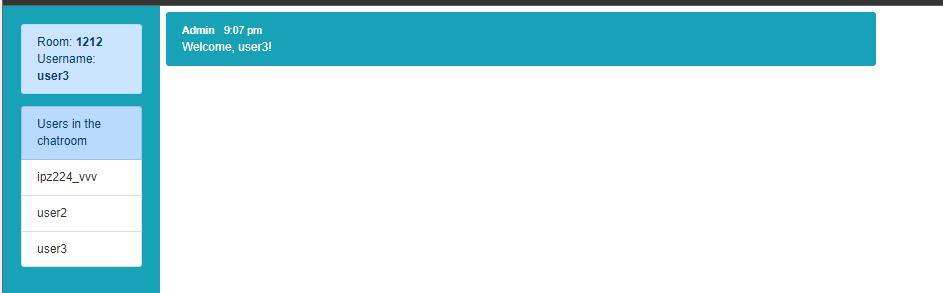 Room: 1212
Username:
user3
Users in the
chatroom
ipz224_vvv
user2
user3
Admin 9:07 pm
Welcome, user3!